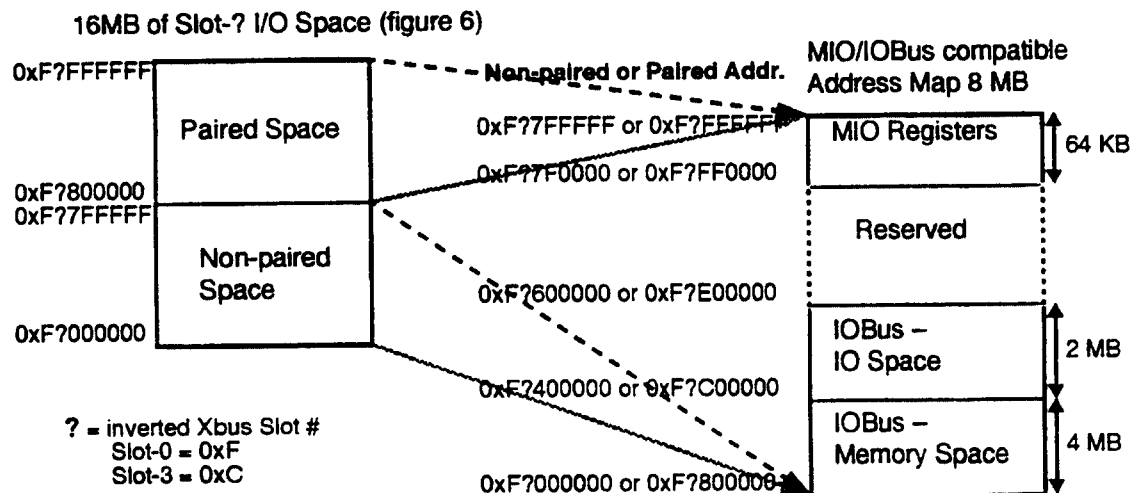 16MB of Slot-? I/O Space (figure 6)
0xF?FFFFFF
Paired Space
0xF?800000
0xF?7FFFFF
Non-paired
Space
0xF?000000
? = inverted Xbus Slot #
Slot-0 = 0xF
Slot-3 = 0xC
Non-paired or Paired Addr.
0xF?7FFFFF or 0xF?FFFFFF
0xF?7F0000 or 0xF?FF0000
0xF?600000 or 0xF?E00000
0xF?400000 or 0xF?C00000
0xF?000000 or 0xF?800000
MIO/IOBus compatible
Address Map 8 MB
MIO Registers
64 KB
Reserved
IOBus –
IO Space
2 MB
IOBus –
Memory Space
4 MB